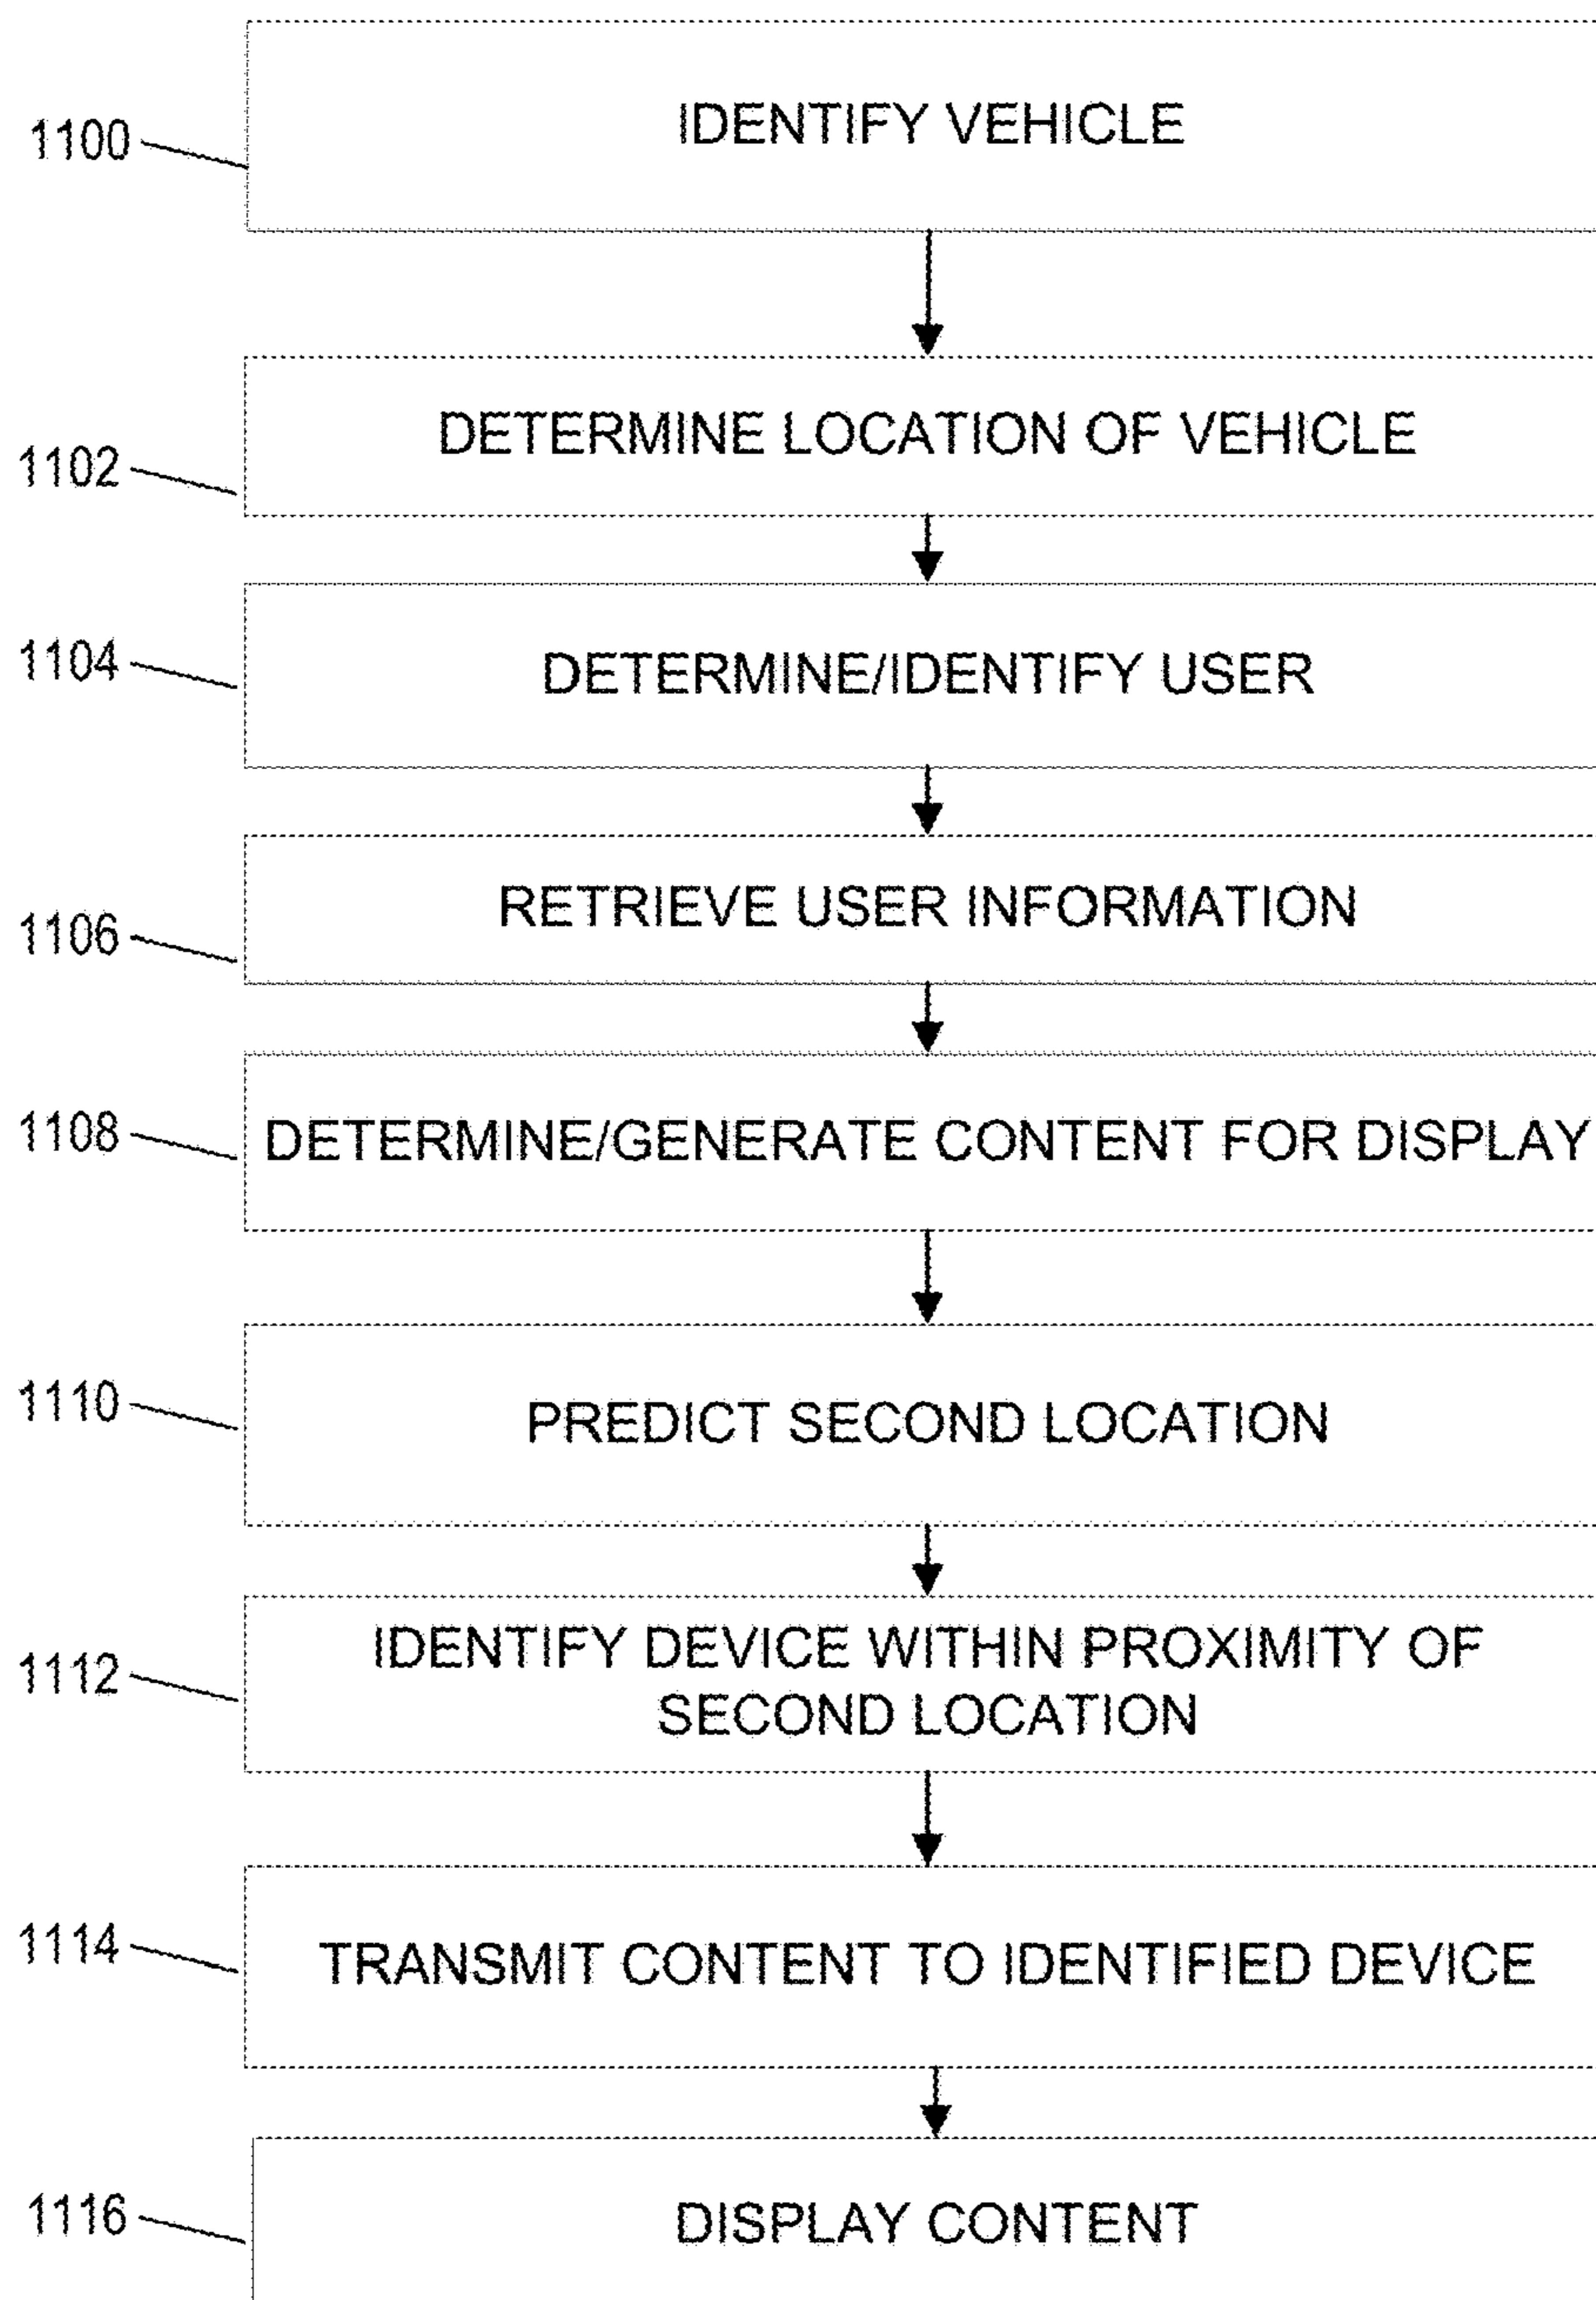 1100
IDENTIFY VEHICLE
1102
DETERMINE LOCATION OF VEHICLE
1104
DETERMINE/IDENTIFY USER
1106
RETRIEVE USER INFORMATION
1108
DETERMINE/GENERATE CONTENT FOR DISPLAY
1110
PREDICT SECOND LOCATION
1112
IDENTIFY DEVICE WITHIN PROXIMITY OF
SECOND LOCATION
1114
TRANSMIT CONTENT TO IDENTIFIED DEVICE
1116
DISPLAY CONTENT